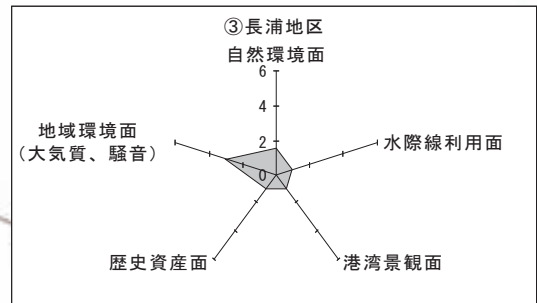 ③長浦地区
自然環境面
6
4
2
0
地域環境面
(大気質、騒音)
水際線利用面
歴史資産面
港湾景観面